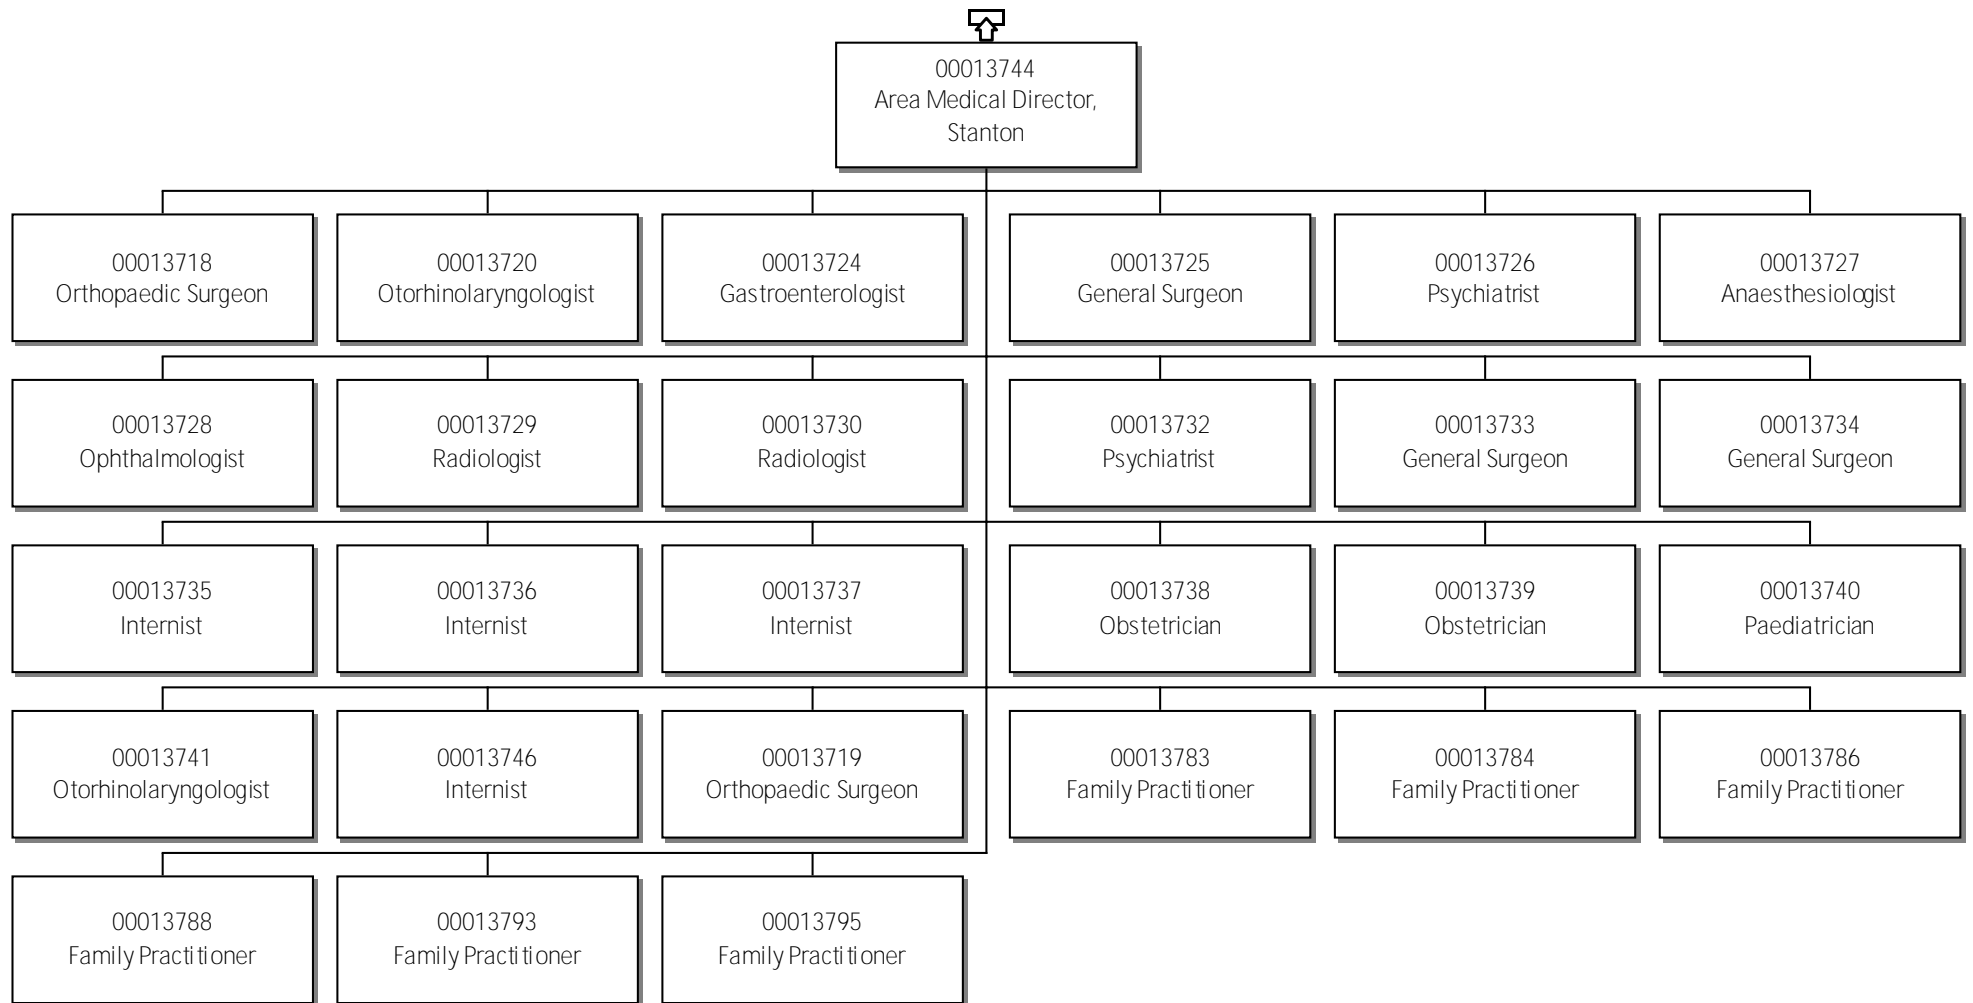 00013744
Area Medical Director,
Stanton
00013718
Orthopaedic Surgeon
00013720
Otorhinolaryngologist
00013724
Gastroenterologist
00013725
General Surgeon
00013726
Psychiatrist
00013727
Anaesthesiologist
00013728
Ophthalmologist
00013729
Radiologist
00013730
Radiologist
00013732
Psychiatrist
00013733
General Surgeon
00013734
General Surgeon
00013735
Internist
00013736
Internist
00013737
Internist
00013738
Obstetrician
00013739
Obstetrician
00013740
Paediatrician
00013741
Otorhinolaryngologist
00013746
Internist
00013719
Orthopaedic Surgeon
00013783
Family Practitioner
00013784
Family Practitioner
00013786
Family Practitioner
00013788
Family Practitioner
00013793
Family Practitioner
00013795
Family Practitioner